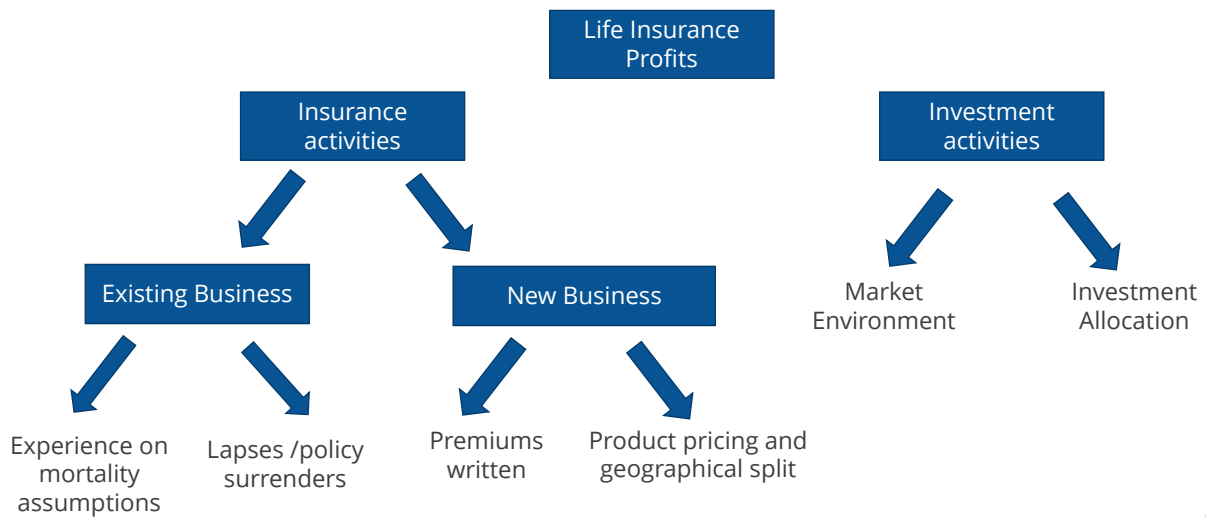 Life Insurance
Profits
Insurance
activities
Investment
activities
Existing Business
New Business
Market
Environment
Investment
Allocation
Experience on
mortality
assumptions
Lapses /policy
surrenders
Premiums
written
Product pricing and
geographical split